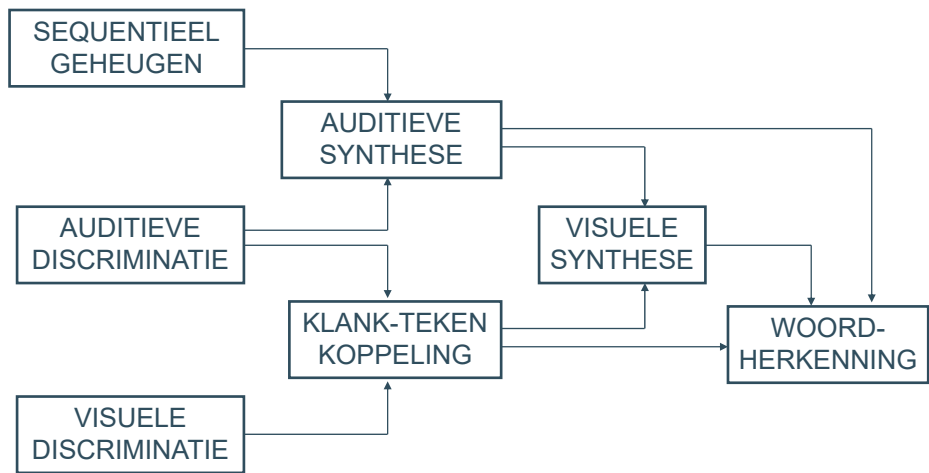 SEQUENTIEEL
GEHEUGEN
AUDITIEVE
SYNTHESE
AUDITIEVE
DISCRIMINATIE
VISUELE
SYNTHESE
KLANK-TEKEN
KOPPELING
WOORD-
HERKENNING
VISUELE
DISCRIMINATIE